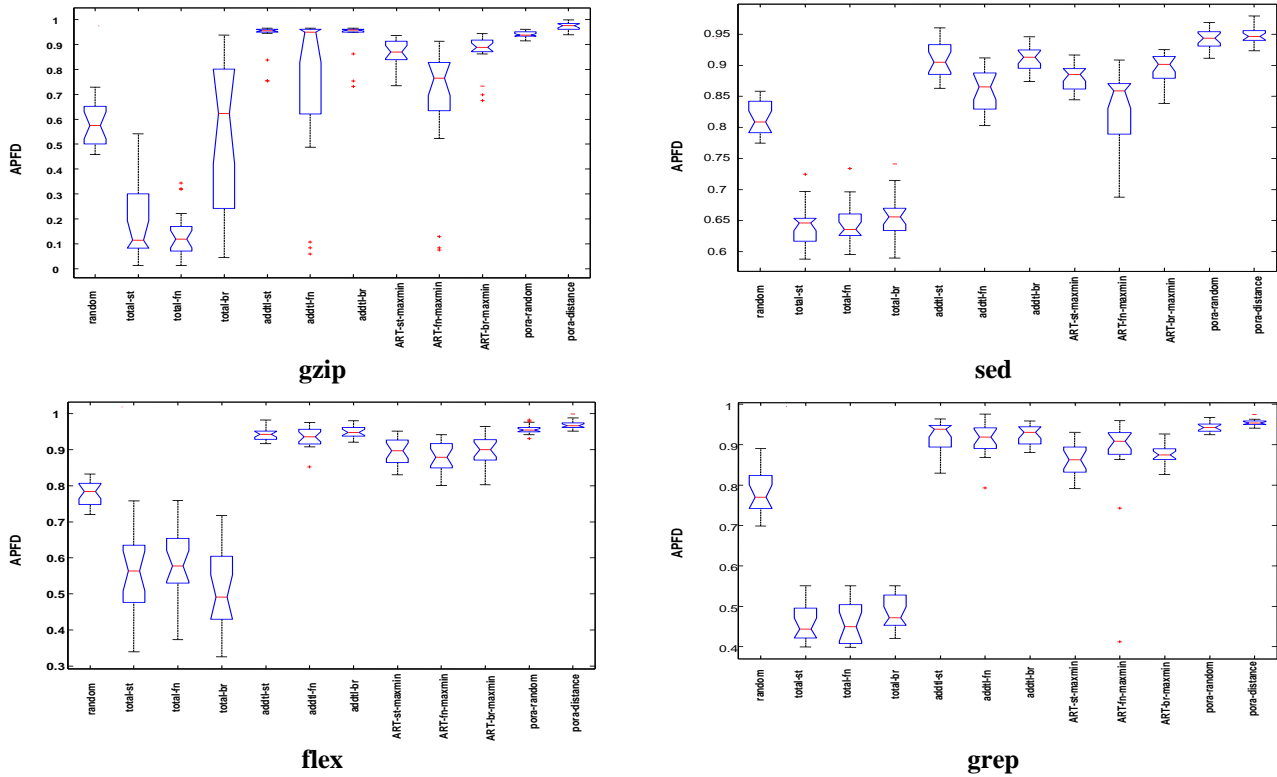 APFD
1
0.9
0.8
0.7
0.6
0.5
0.4
0.3
0.2
0.1
0
random
total-st
total-fn
total-br
addtl-st
addtl-fn
addtl-br
ART-st-maxmin
ART-fn-maxmin
ART-br-maxmin
pora-random
pora-distance
gzip
APFD
0.95
0.9
0.85
0.8
0.75
0.7
0.65
0.6
random
total-st
total-fn
total-br
addtl-st
addtl-fn
addtl-br
ART-st-maxmin
ART-fn-maxmin
ART-br-maxmin
pora-random
pora-distance
sed
APFD
1
0.9
0.8
0.7
0.6
0.5
0.4
0.3
random
total-st
total-fn
total-br
addtl-st
addtl-fn
addtl-br
ART-st-maxmin
ART-fn-maxmin
ART-br-maxmin
pora-random
pora-distance
flex
APFD
1
0.9
0.8
0.7
0.6
0.5
0.4
random
total-st
total-fn
total-br
addtl-st
addtl-fn
addtl-br
ART-st-maxmin
ART-fn-maxmin
ART-br-maxmin
pora-random
pora-distance
grep